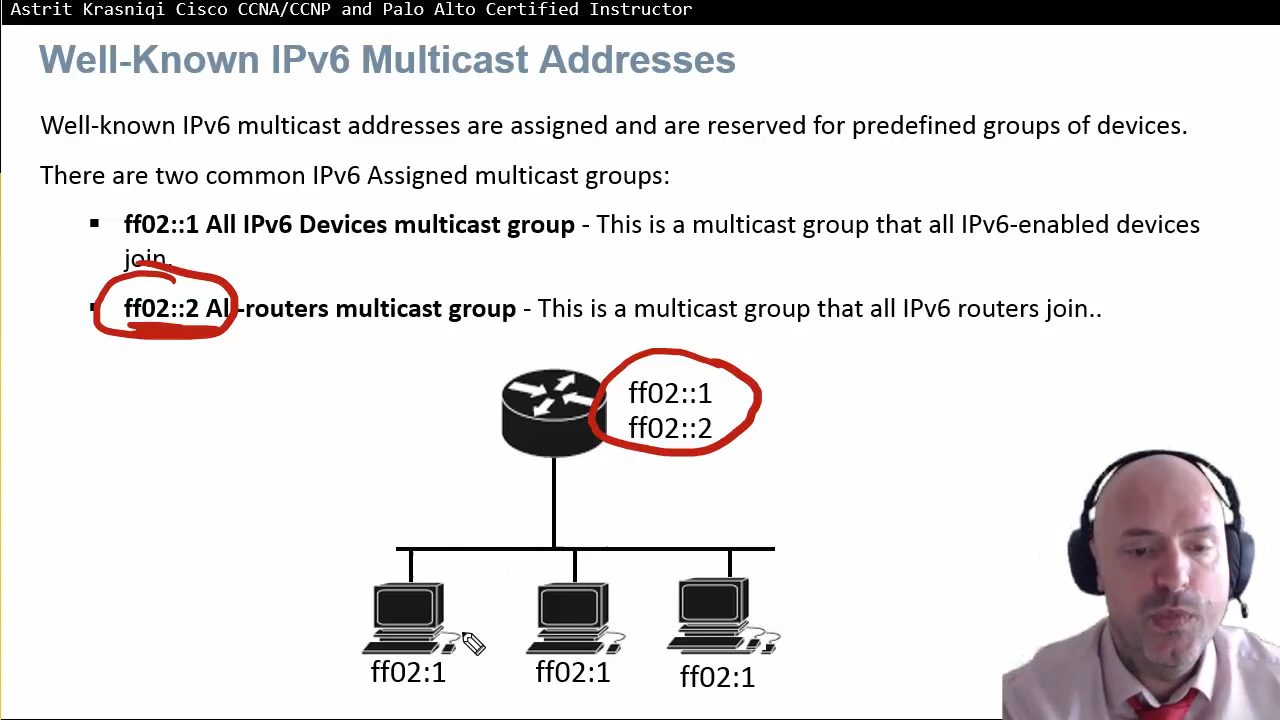 Astrit Krasniqi Cisco CCNA/CCNP and Palo Alto Certified Instructor
Well-Known IPv6 Multicast Addresses
Well-known IPv6 multicast addresses are assigned and are reserved for predefined groups of devices.
There are two common IPv6 Assigned multicast groups:
▪ ff02::1 All IPv6 Devices multicast group - This is a multicast group that all IPv6-enabled devices
join.
▪ ff02::2 All-routers multicast group - This is a multicast group that all IPv6 routers join..
ff02::1
ff02::2
ff02:1
ff02:1
ff02:1